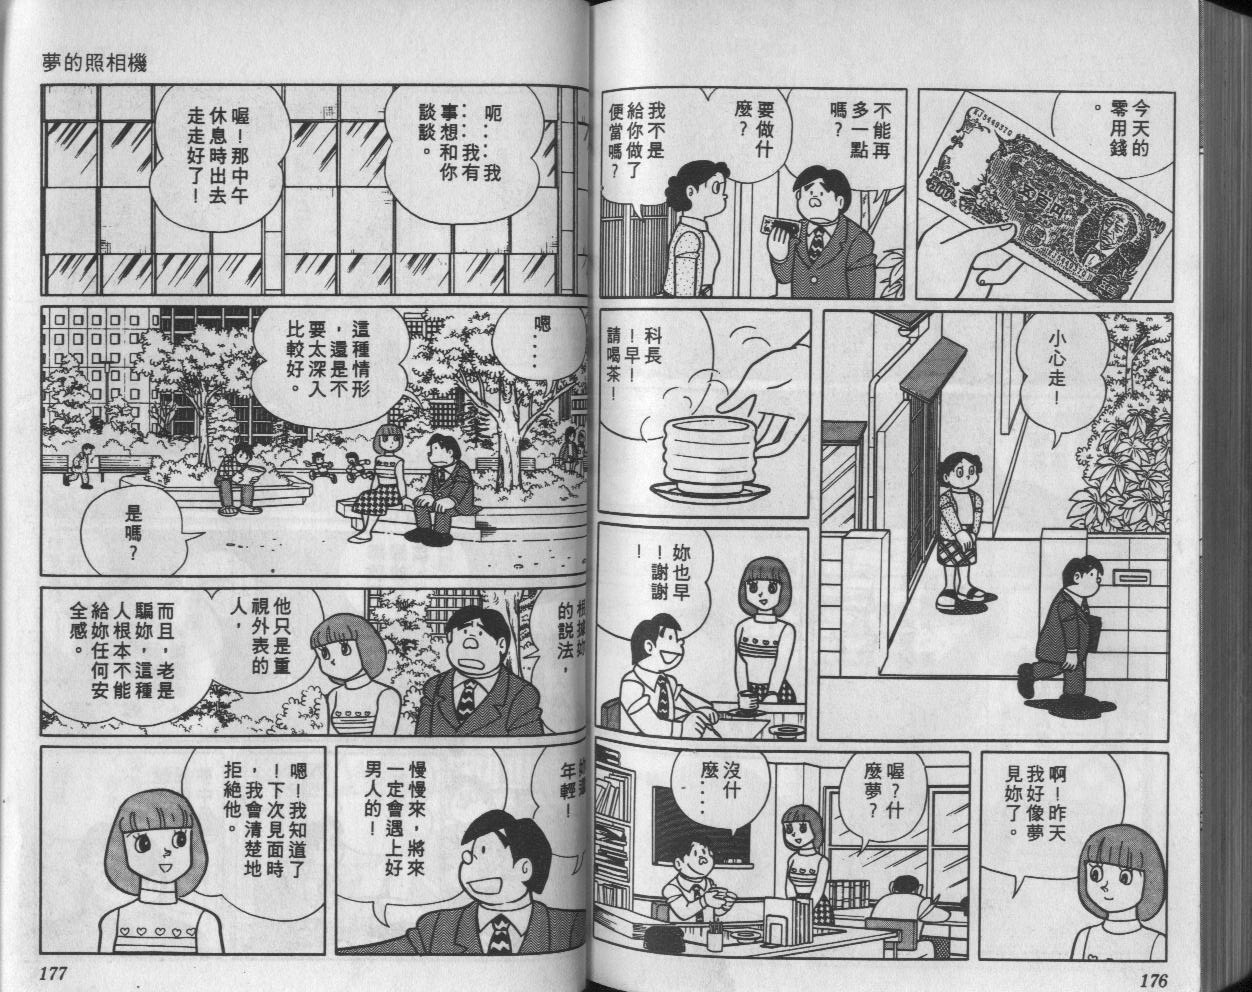 今天的
零用錢
。
不能再
多一點
嗎？
要做什
麼？
我不是
給你做了
便當嗎？
小心走！
科長
！早！
請喝茶！
妳也早
！謝謝
！
啊！昨天
我好像夢
見妳了。
喔？什
麼夢？
沒什
麼……
176
夢的照相機
呃……我
……我有
事想和你
談談。
喔！那中午
休息時出去
走走好了！
嗯……
這種情形
，還是不
要太深入
比較好。
是嗎？
根據妳
的說法，
他只是重
視外表的
人，
而且，老是
騙妳，這種
人根本不能
給妳任何安
全感。
年輕！
慢慢來，將來
一定會遇上好
男人的！
嗯！我知道了
！下次見面時
，我會清楚地
拒絕他。
177